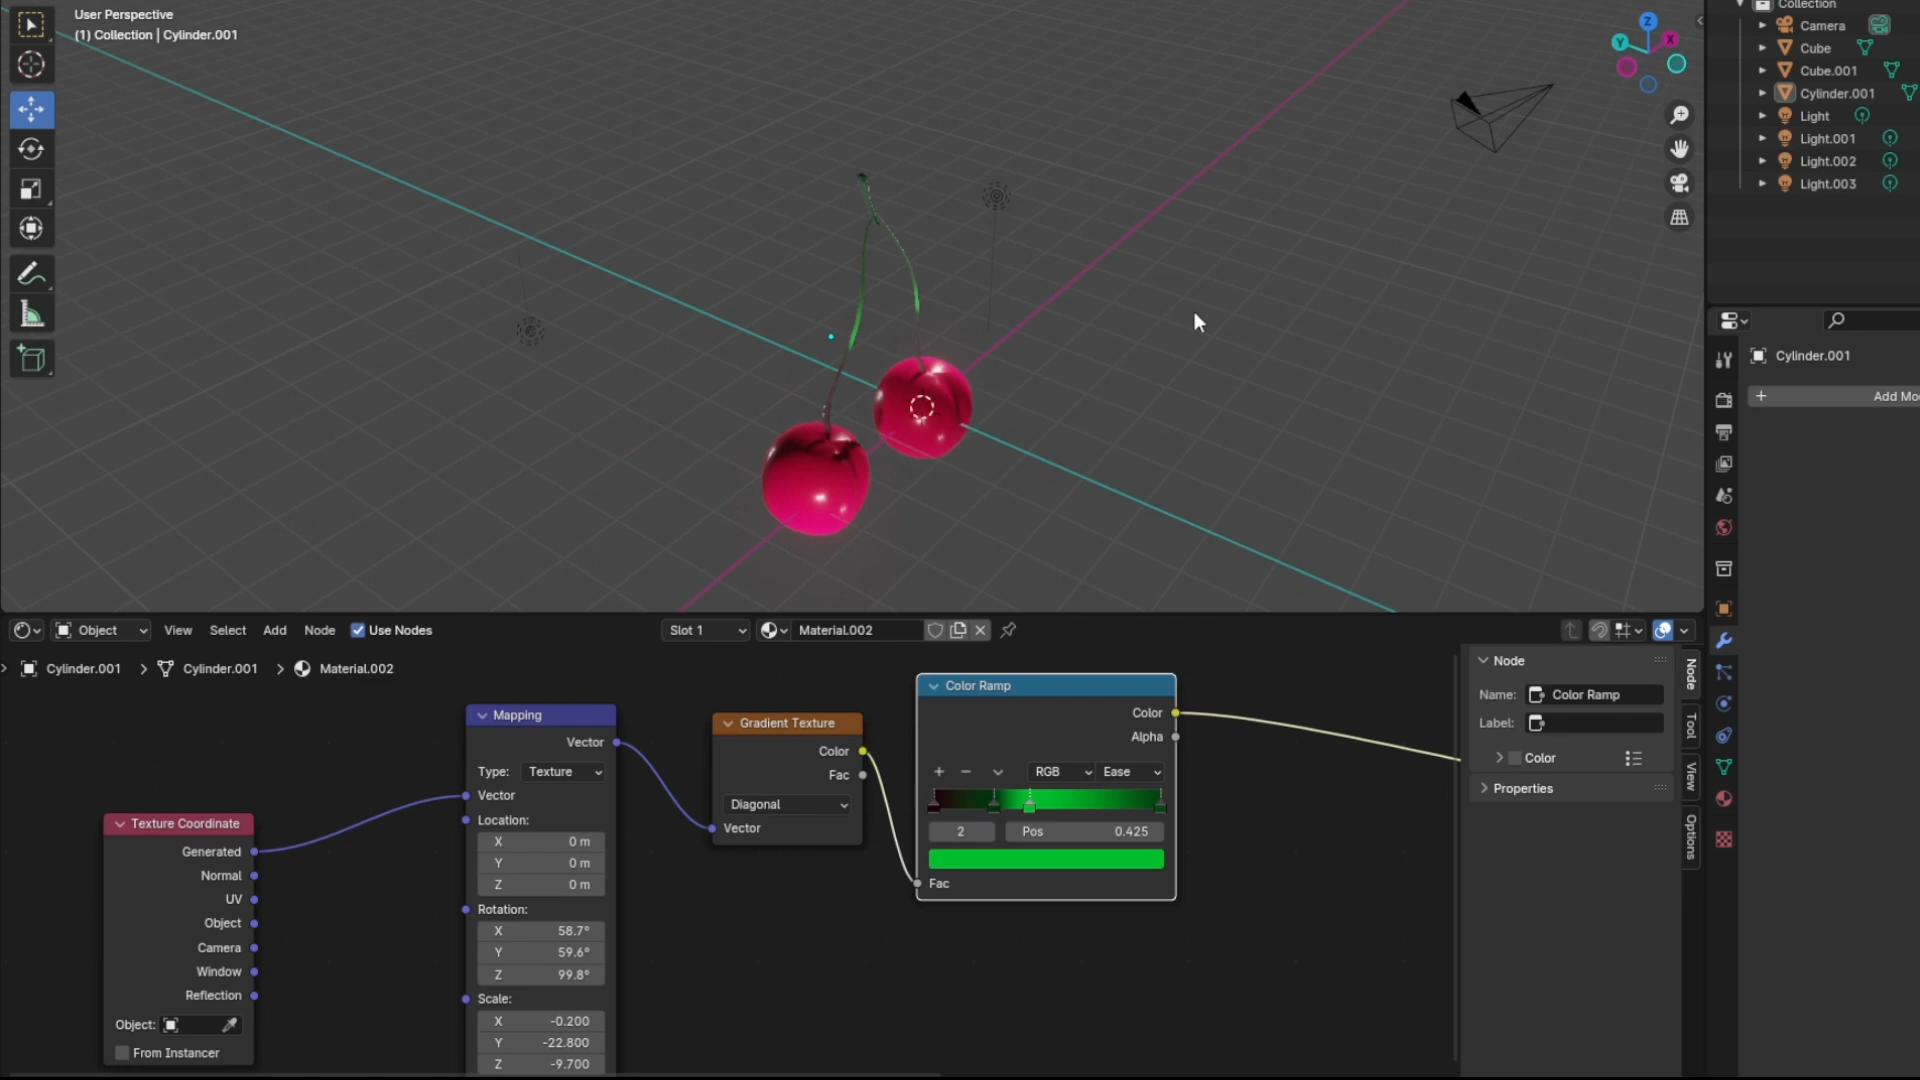 User Perspective
(1) Collection | Cylinder.001
Z
Y
X
Collection
Camera
Cube
Cube.001
Cylinder.001
Light
Light.001
Light.002
Light.003
Cylinder.001
+ Add Mo
Object View Select Add Node Use Nodes Slot 1 Material.002
Cylinder.001 > Cylinder.001 > Material.002
Texture Coordinate
Generated
Normal
UV
Object
Camera
Window
Reflection
Object:
From Instancer
Mapping
Vector
Type: Texture
Vector
Location:
X 0 m
Y 0 m
Z 0 m
Rotation:
X 58.7°
Y 59.6°
Z 99.8°
Scale:
X -0.200
Y -22.800
Z -9.700
Gradient Texture
Color
Fac
Diagonal
Vector
Color Ramp
Color
Alpha
+ − RGB Ease
2 Pos 0.425
Fac
Node
Name: Color Ramp
Label:
Color
Properties
Node
Tool
View
Options